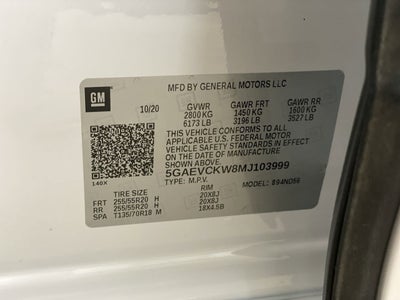 GM
MFD BY GENERAL MOTORS LLC
10/20 GVWR GAWR FRT GAWR RR
2800 KG 1450 KG 1600 KG
6173 LB 3196 LB 3527 LB
THIS VEHICLE CONFORMS TO ALL
APPLICABLE U.S. FEDERAL MOTOR
VEHICLE SAFETY STANDARDS IN EFFECT
ON THE DATE OF MANUFACTURE
SHOWN ABOVE.
5GAEVCKW8MJ103999
140X TYPE: M.P.V. MODEL:
TIRE SIZE RIM
FRT 255/55R20 H 20X8J
RR 255/55R20 H 20X8J
SPA T135/70R18 M 18X4.5B